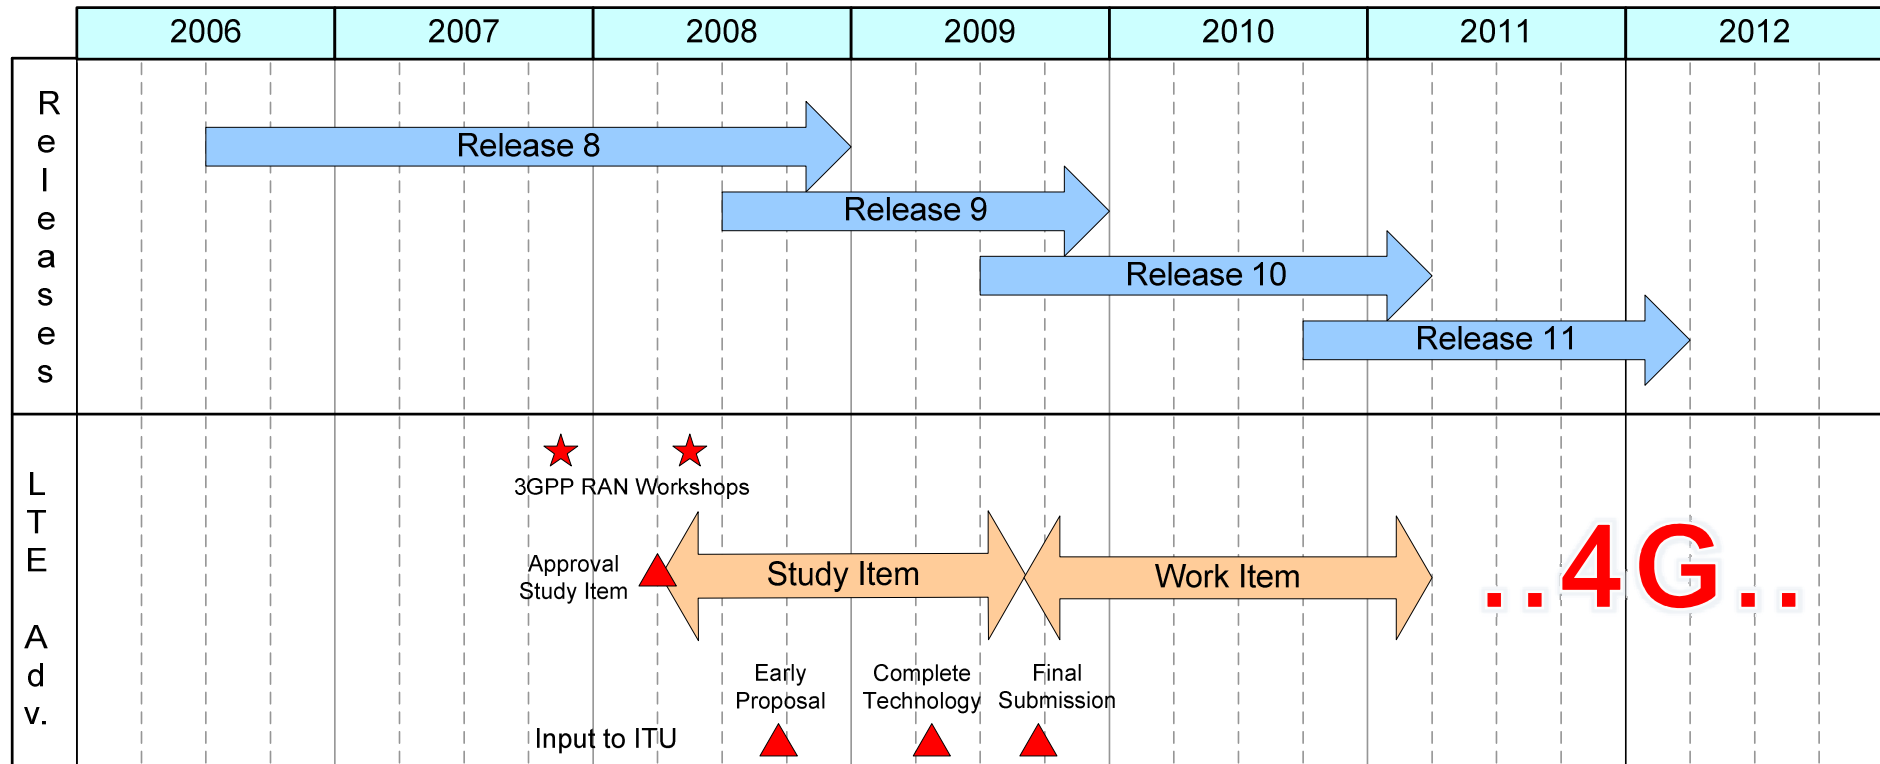 2006 2007 2008 2009 2010 2011 2012
Releases
Release 8
Release 9
Release 10
Release 11
LTE Adv.
3GPP RAN Workshops
Approval
Study Item
Study Item
Work Item
..4G..
Early
Proposal
Complete
Technology
Final
Submission
Input to ITU